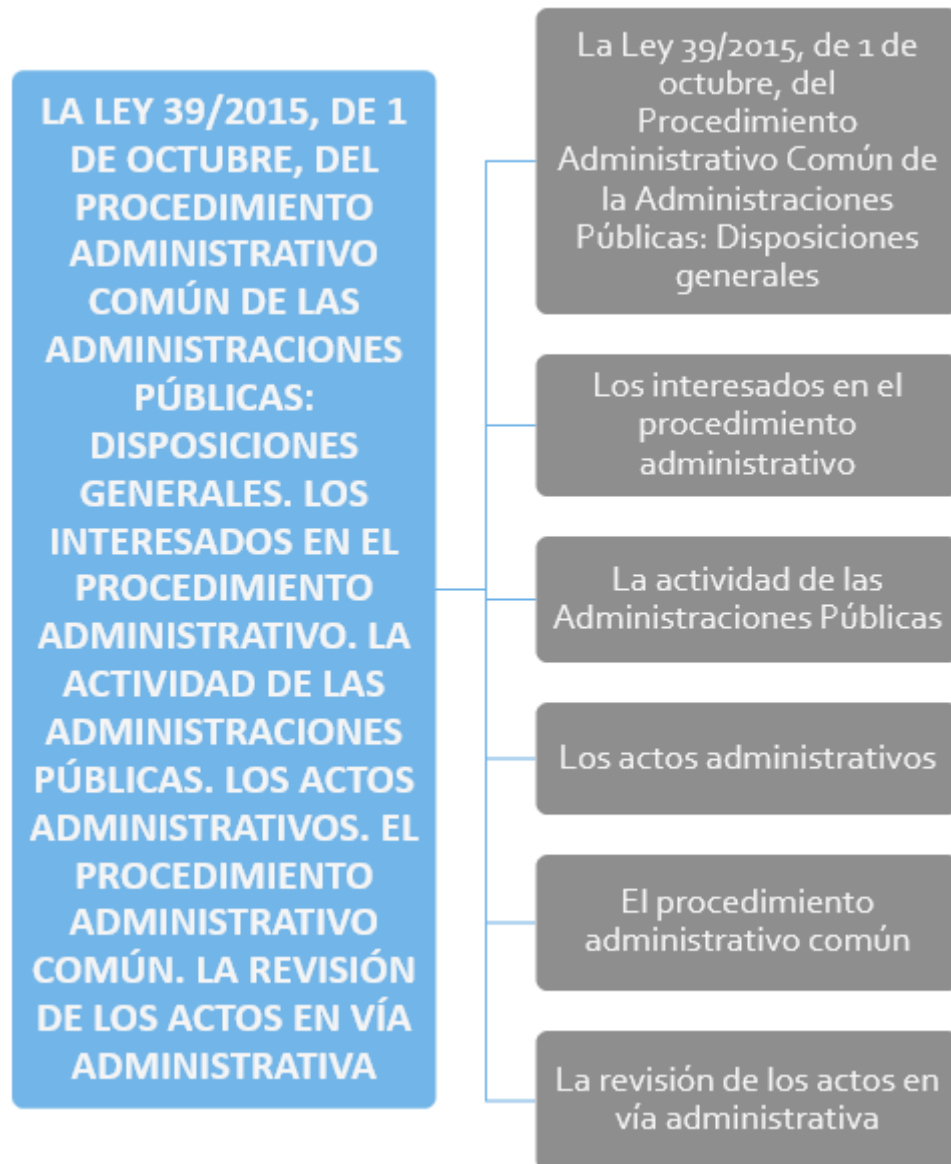 LA LEY 39/2015, DE 1
DE OCTUBRE, DEL
PROCEDIMIENTO
ADMINISTRATIVO
COMÚN DE LAS
ADMINISTRACIONES
PÚBLICAS:
DISPOSICIONES
GENERALES. LOS
INTERESADOS EN EL
PROCEDIMIENTO
ADMINISTRATIVO. LA
ACTIVIDAD DE LAS
ADMINISTRACIONES
PÚBLICAS. LOS ACTOS
ADMINISTRATIVOS. EL
PROCEDIMIENTO
ADMINISTRATIVO
COMÚN. LA REVISIÓN
DE LOS ACTOS EN VÍA
ADMINISTRATIVA
La Ley 39/2015, de 1 de
octubre, del
Procedimiento
Administrativo Común de
la Administraciones
Públicas: Disposiciones
generales
Los interesados en el
procedimiento
administrativo
La actividad de las
Administraciones Públicas
Los actos administrativos
El procedimiento
administrativo común
La revisión de los actos en
vía administrativa